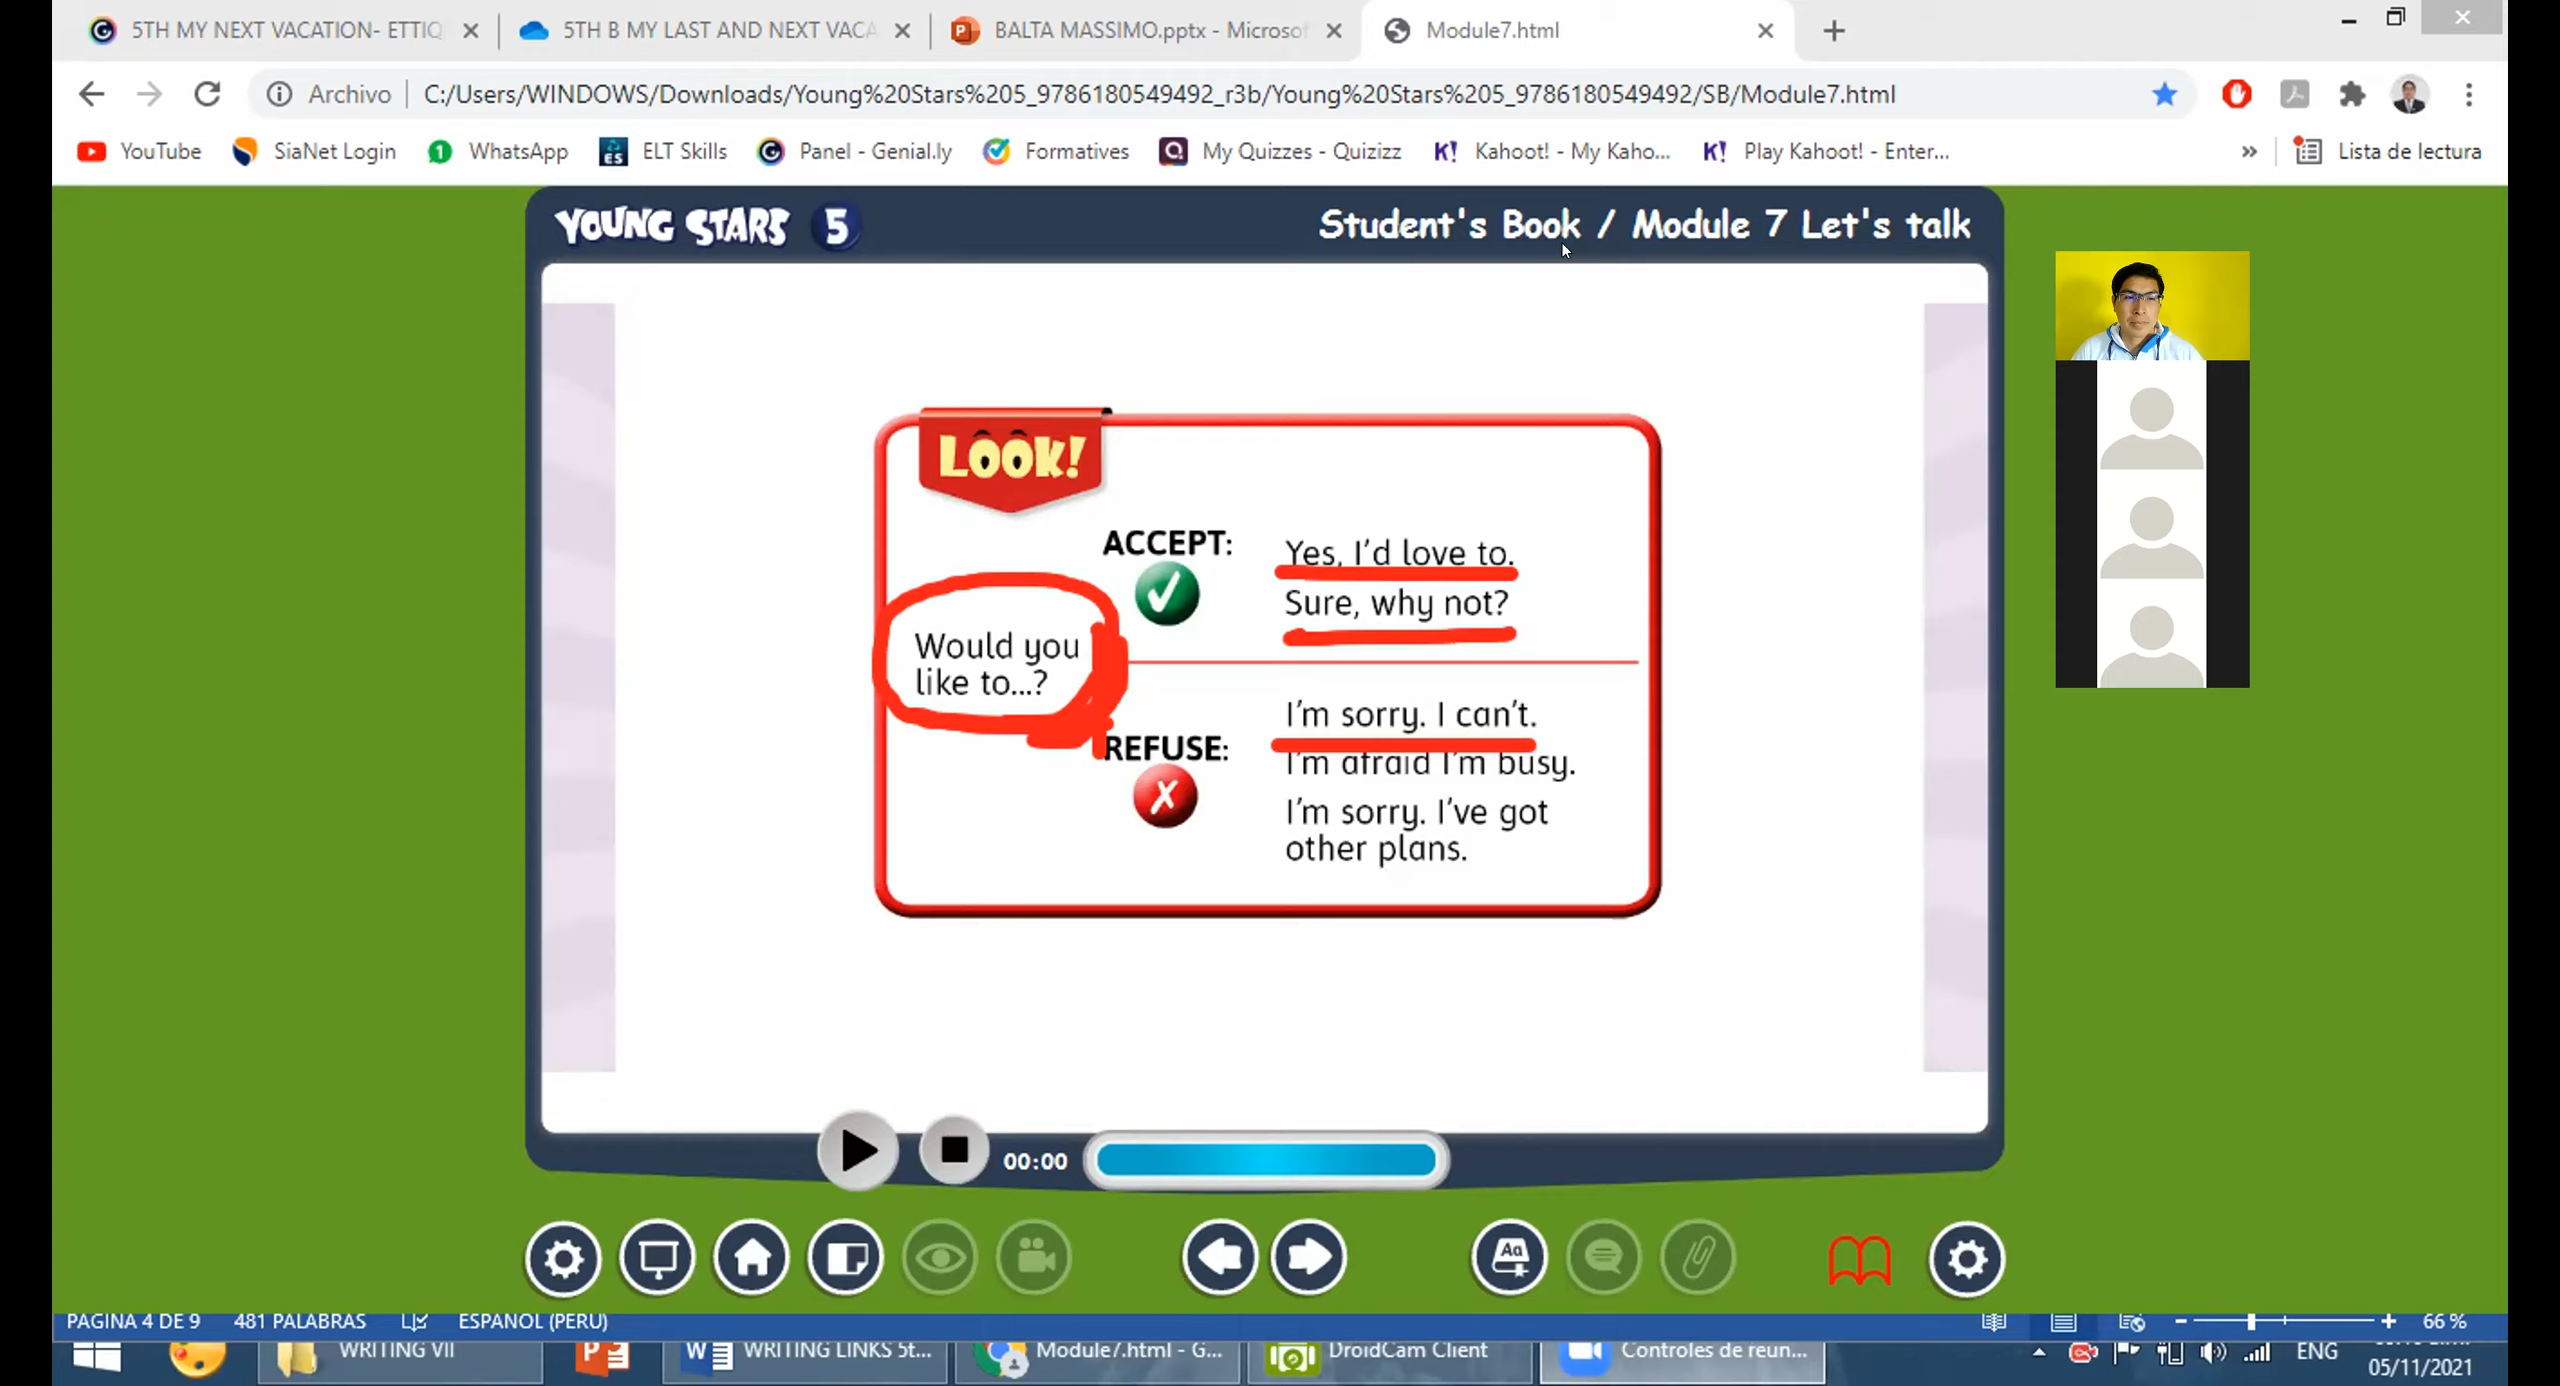 5TH MY NEXT VACATION- ETTIQ
5TH B MY LAST AND NEXT VACA
BALTA MASSIMO.pptx - Microsof
Module7.html
Archivo
C:/Users/WINDOWS/Downloads/Young%20Stars%205_9786180549492_r3b/Young%20Stars%205_9786180549492/SB/Module7.html
YouTube
SiaNet Login
WhatsApp
ELT Skills
Panel - Genial.ly
Formatives
My Quizzes - Quizizz
Kahoot! - My Kaho...
Play Kahoot! - Enter...
Lista de lectura
YOUNG STARS 5
Student's Book / Module 7 Let's talk
LOOK!
ACCEPT:
Yes, I'd love to.
Sure, why not?
Would you
like to...?
REFUSE:
I'm sorry. I can't.
I'm afraid I'm busy.
I'm sorry. I've got
other plans.
00:00
Aa
PÁGINA 4 DE 9
481 PALABRAS
ESPAÑOL (PERÚ)
66 %
WRITING VII
WRITING LINKS 5t...
Module7.html - G...
DroidCam Client
Controles de reun...
ENG
05/11/2021